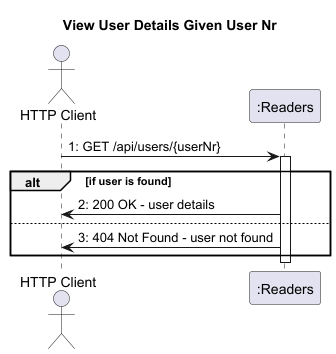 View User Details Given User Nr
HTTP Client
:Readers
1: GET /api/users/{userNr}
alt [if user is found]
2: 200 OK - user details
3: 404 Not Found - user not found
HTTP Client
:Readers